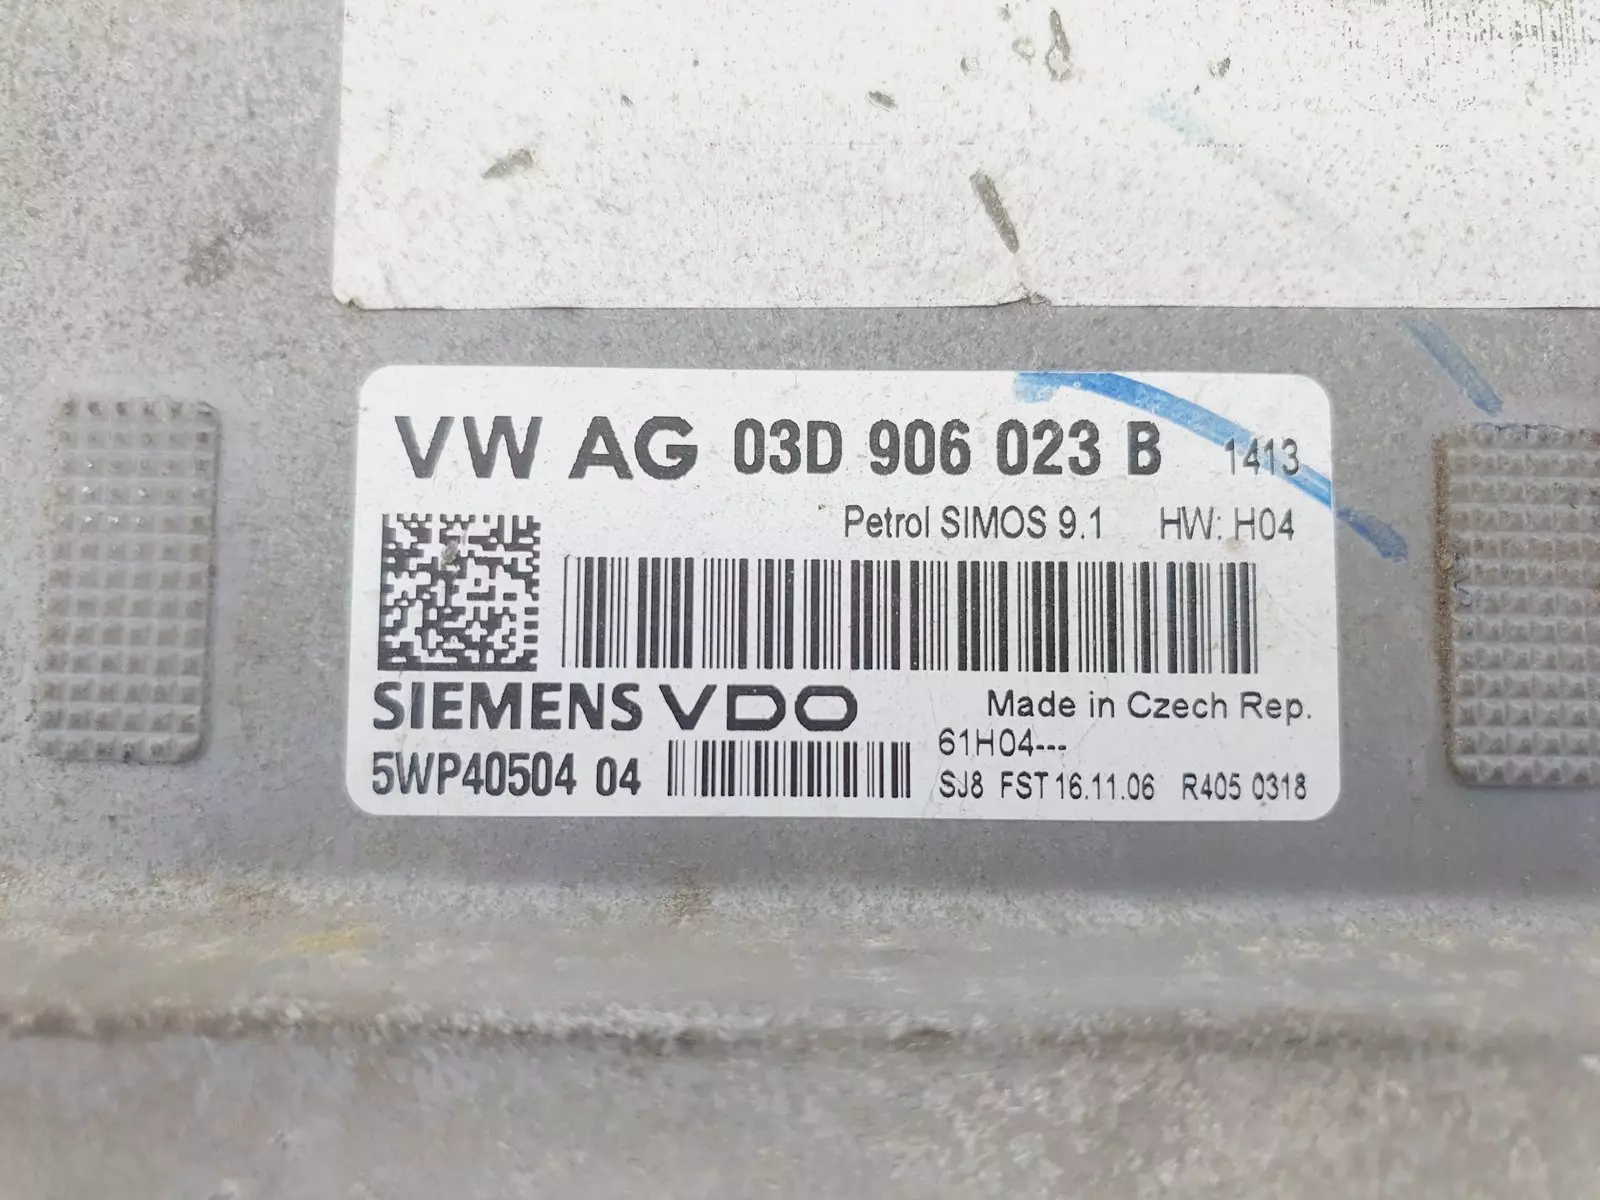 VW AG 03D 906 023 B 1413
Petrol SIMOS 9.1 HW: H04
SIEMENS VDO Made in Czech Rep.
61H04---
5WP40504 04 SJ8 FST 16.11.06 R405 0318